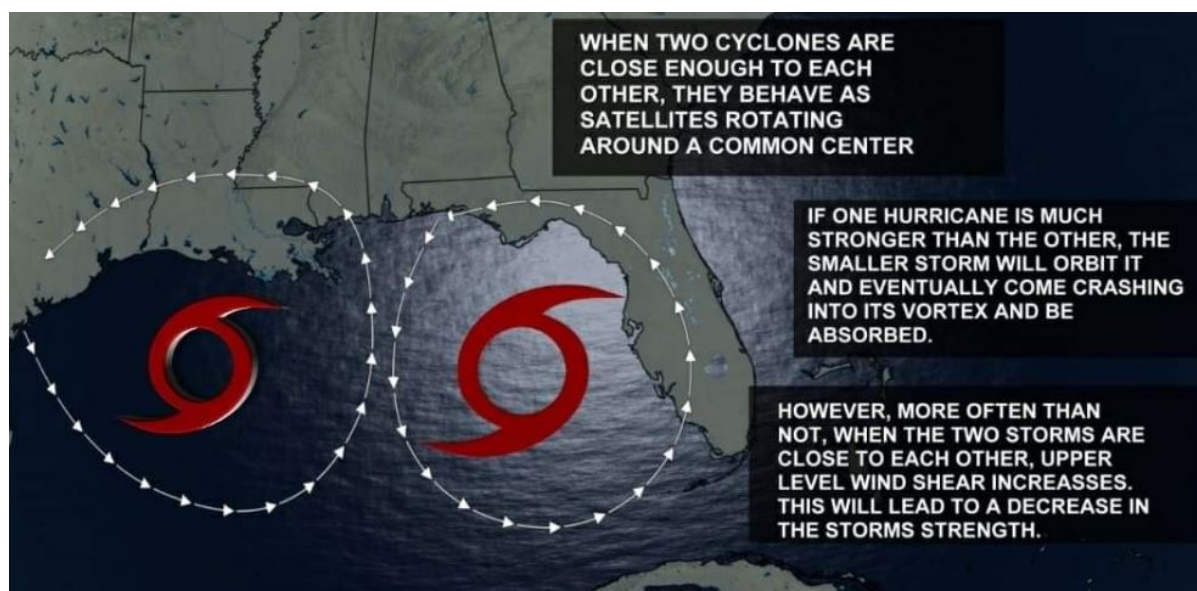 WHEN TWO CYCLONES ARE
CLOSE ENOUGH TO EACH
OTHER, THEY BEHAVE AS
SATELLITES ROTATING
AROUND A COMMON CENTER
IF ONE HURRICANE IS MUCH
STRONGER THAN THE OTHER, THE
SMALLER STORM WILL ORBIT IT
AND EVENTUALLY COME CRASHING
INTO ITS VORTEX AND BE
ABSORBED.
HOWEVER, MORE OFTEN THAN
NOT, WHEN THE TWO STORMS ARE
CLOSE TO EACH OTHER, UPPER
LEVEL WIND SHEAR INCREASSES.
THIS WILL LEAD TO A DECREASE IN
THE STORMS STRENGTH.